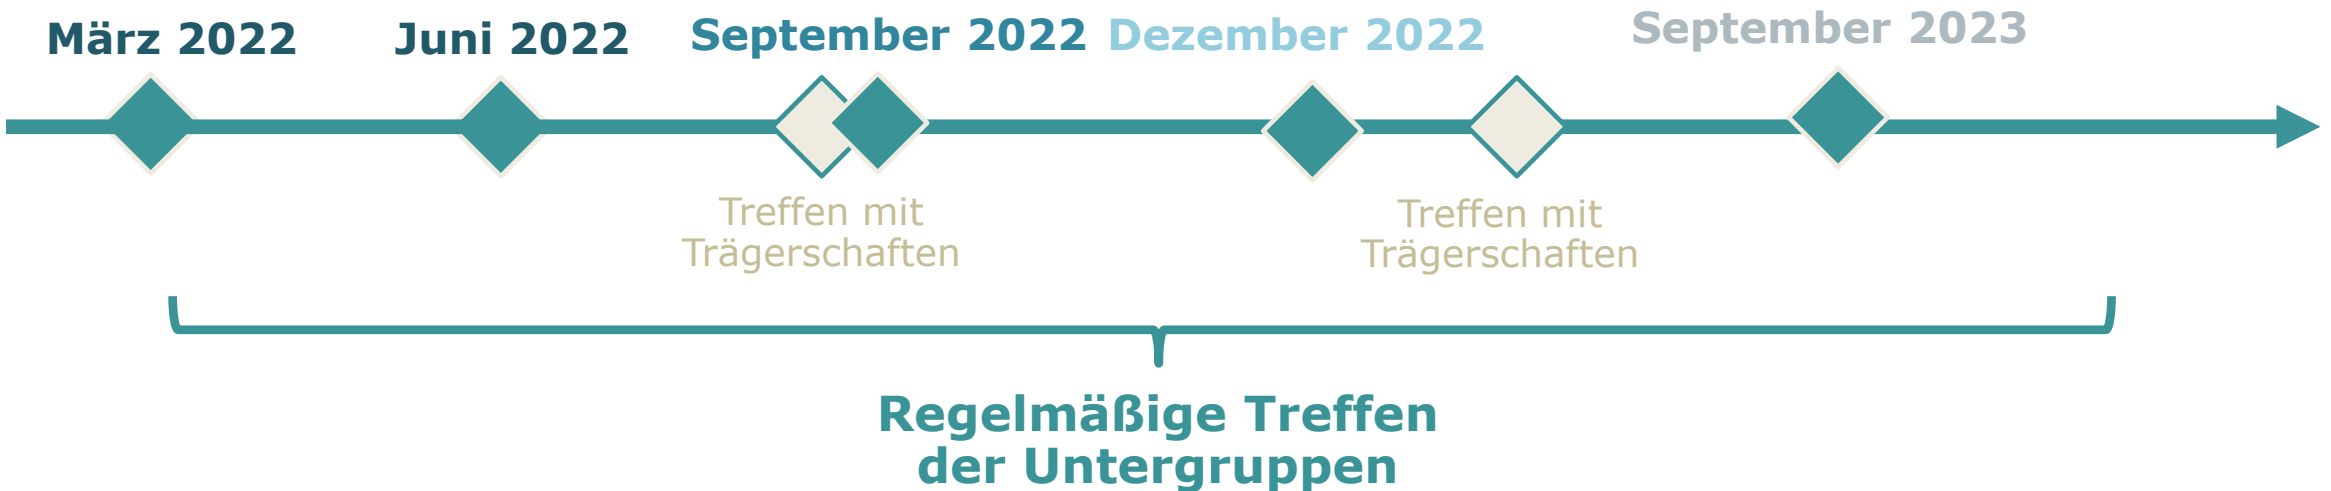 März 2022
Juni 2022
September 2022
Dezember 2022
September 2023
Treffen mit
Trägerschaften
Treffen mit
Trägerschaften
Regelmäßige Treffen
der Untergruppen